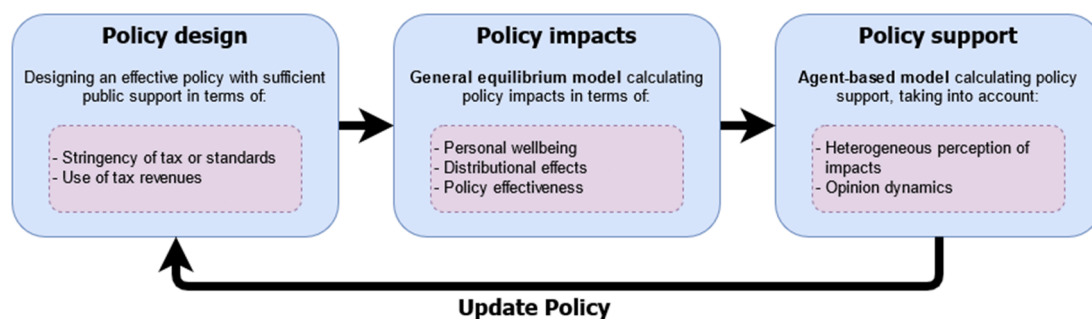 Policy design
Designing an effective policy with sufficient
public support in terms of:
- Stringency of tax or standards
- Use of tax revenues
Policy impacts
General equilibrium model calculating
policy impacts in terms of:
- Personal wellbeing
- Distributional effects
- Policy effectiveness
Policy support
Agent-based model calculating policy
support, taking into account:
- Heterogeneous perception of
impacts
- Opinion dynamics
Update Policy